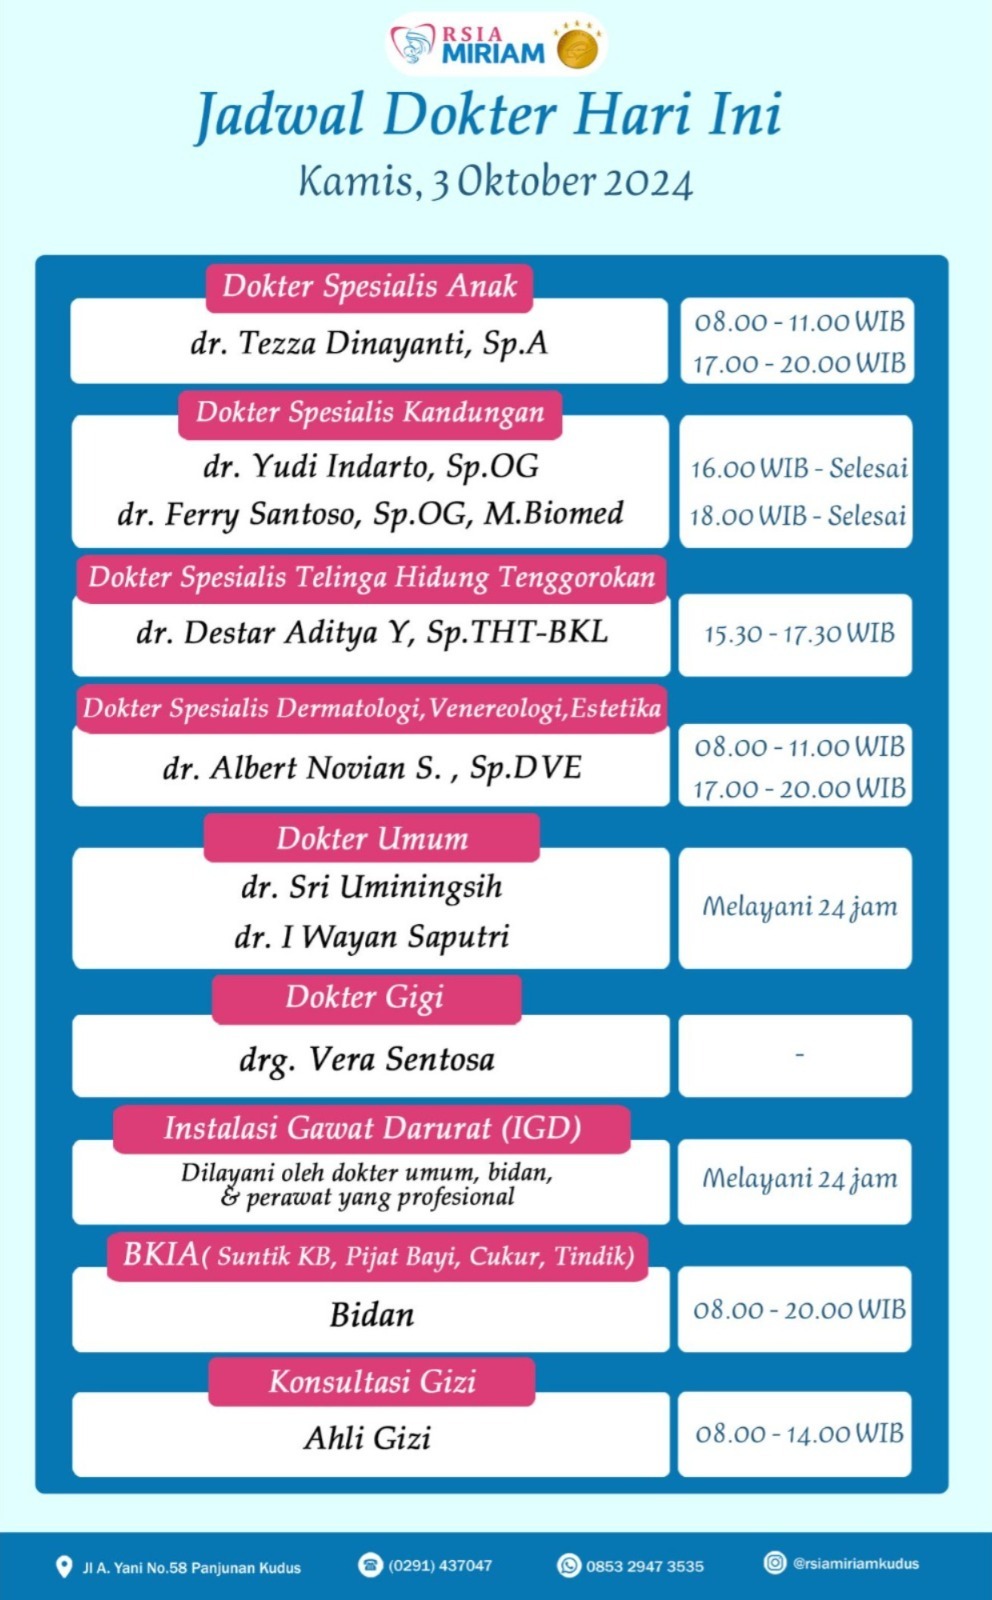 RSIA
MIRIAM
Jadwal Dokter Hari Ini
Kamis, 3 Oktober 2024
Dokter Spesialis Anak
dr. Tezza Dinayanti, Sp.A
08.00 - 11.00 WIB
17.00 - 20.00 WIB
Dokter Spesialis Kandungan
dr. Yudi Indarto, Sp.OG
16.00 WIB - Selesai
dr. Ferry Santoso, Sp.OG, M.Biomed
18.00 WIB - Selesai
Dokter Spesialis Telinga Hidung Tenggorokan
dr. Destar Aditya Y, Sp.THT-BKL
15.30 - 17.30 WIB
Dokter Spesialis Dermatologi,Venereologi,Estetika
dr. Albert Novian S. , Sp.DVE
08.00 - 11.00 WIB
17.00 - 20.00 WIB
Dokter Umum
dr. Sri Uminingsih
dr. I Wayan Saputri
Melayani 24 jam
Dokter Gigi
drg. Vera Sentosa
-
Instalasi Gawat Darurat (IGD)
Dilayani oleh dokter umum, bidan,
& perawat yang profesional
Melayani 24 jam
BKIA( Suntik KB, Pijat Bayi, Cukur, Tindik)
Bidan
08.00 - 20.00 WIB
Konsultasi Gizi
Ahli Gizi
08.00 - 14.00 WIB
Jl A. Yani No.58 Panjunan Kudus
(0291) 437047
0853 2947 3535
@rsiamiriamkudus